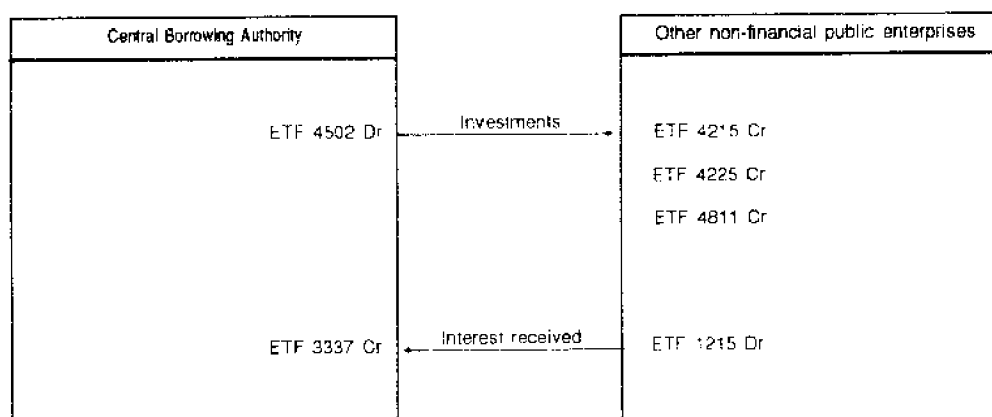 Central Borrowing Authority
Other non-financial public enterprises
ETF 4502 Dr
Investments
ETF 4215 Cr
ETF 4225 Cr
ETF 4811 Cr
ETF 3337 Cr
Interest received
ETF 1215 Dr